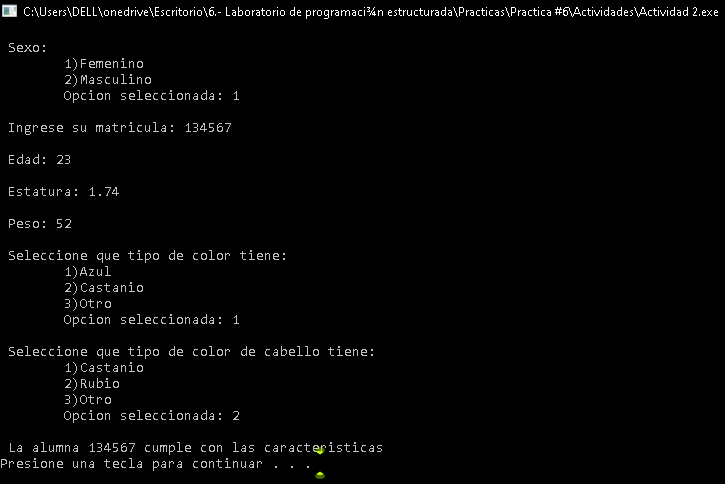 C:\Users\DELL\onedrive\Escritorio\6.- Laboratorio de programaci¾n estructurada\Practicas\Practica #6\Actividades\Actividad 2.exe
Sexo:
1)Femenino
2)Masculino
Opcion seleccionada: 1
Ingrese su matricula: 134567
Edad: 23
Estatura: 1.74
Peso: 52
Seleccione que tipo de color tiene:
1)Azul
2)Castanio
3)Otro
Opcion seleccionada: 1
Seleccione que tipo de color de cabello tiene:
1)Castanio
2)Rubio
3)Otro
Opcion seleccionada: 2
La alumna 134567 cumple con las caracteristicas
Presione una tecla para continuar . . .